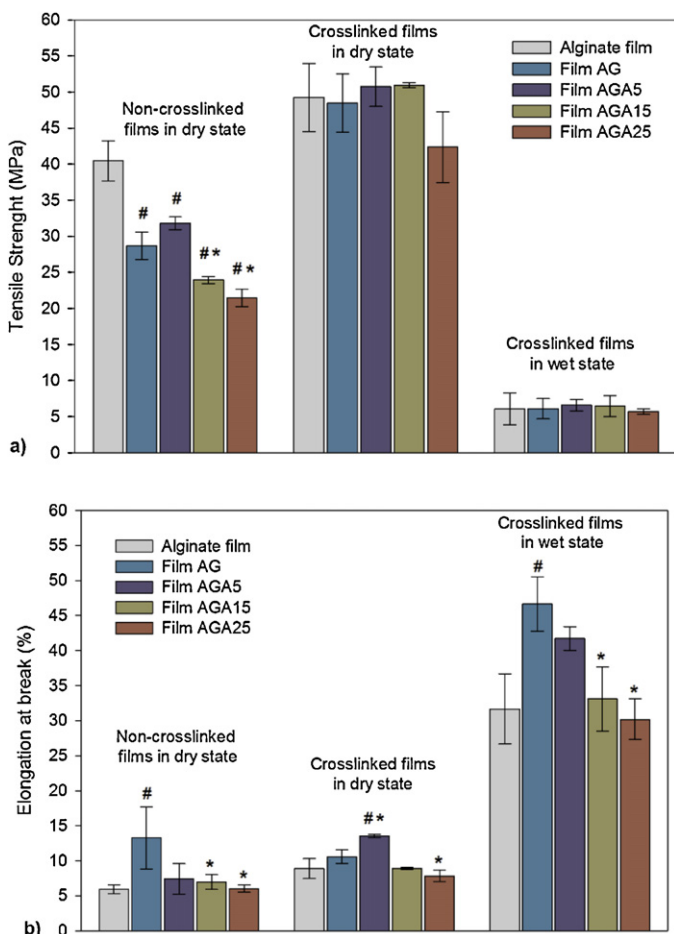 60
55
50
45
40
35
30
25
20
15
10
5
0
Tensile Strenght (MPa)
a)
Non-crosslinked
films in dry state
#
#
#*
#*
Crosslinked films
in dry state
Alginate film
Film AG
Film AGA5
Film AGA15
Film AGA25
Crosslinked films
in wet state
60
55
50
45
40
35
30
25
20
15
10
5
0
Elongation at break (%)
b)
Alginate film
Film AG
Film AGA5
Film AGA15
Film AGA25
Non-crosslinked
films in dry state
#
*
*
Crosslinked films
in dry state
#*
*
Crosslinked films
in wet state
#
*
*